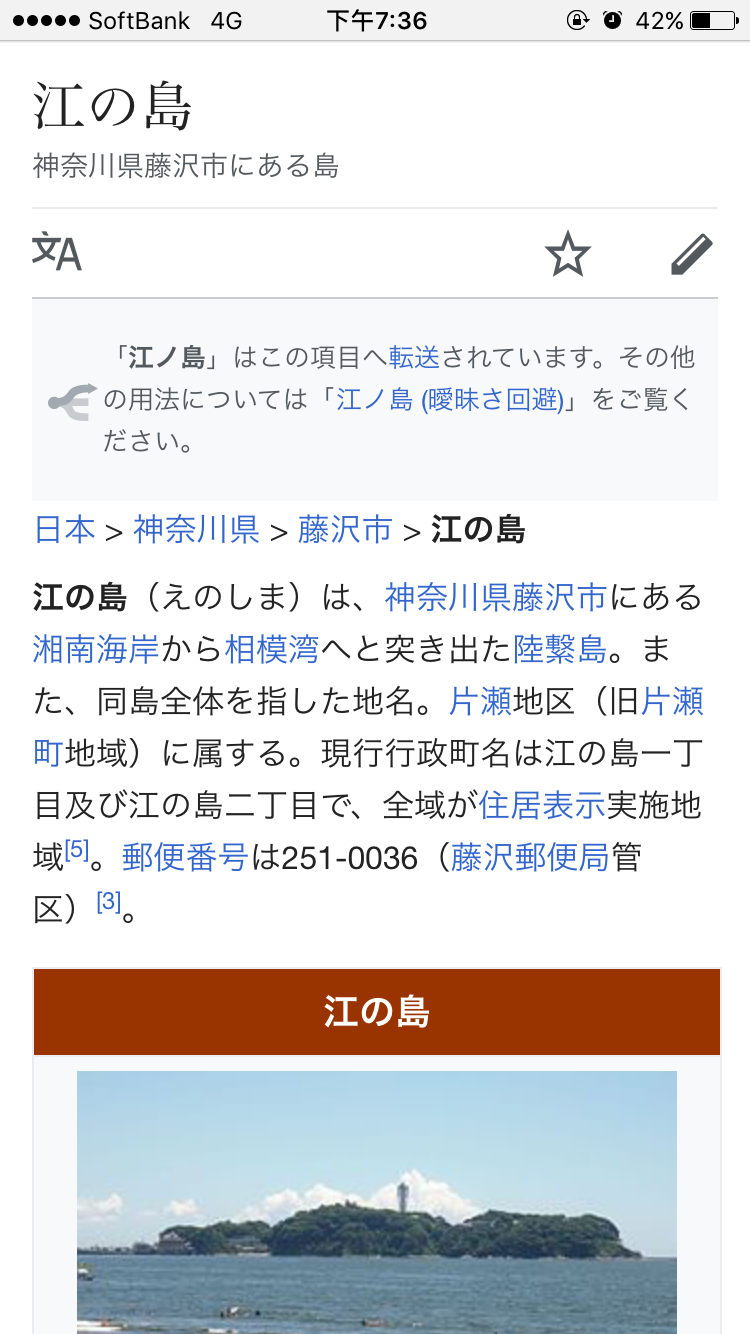 SoftBank 4G 下午7:36 42%
江の島
神奈川県藤沢市にある島
文A
「江ノ島」はこの項目へ転送されています。その他
の用法については「江ノ島 (曖昧さ回避)」をご覧く
ださい。
日本 > 神奈川県 > 藤沢市 > 江の島
江の島（えのしま）は、神奈川県藤沢市にある
湘南海岸から相模湾へと突き出た陸繋島。ま
た、同島全体を指した地名。片瀬地区（旧片瀬
町地域）に属する。現行行政町名は江の島一丁
目及び江の島二丁目で、全域が住居表示実施地
域[5]。郵便番号は251-0036（藤沢郵便局管
区）[3]。
江の島